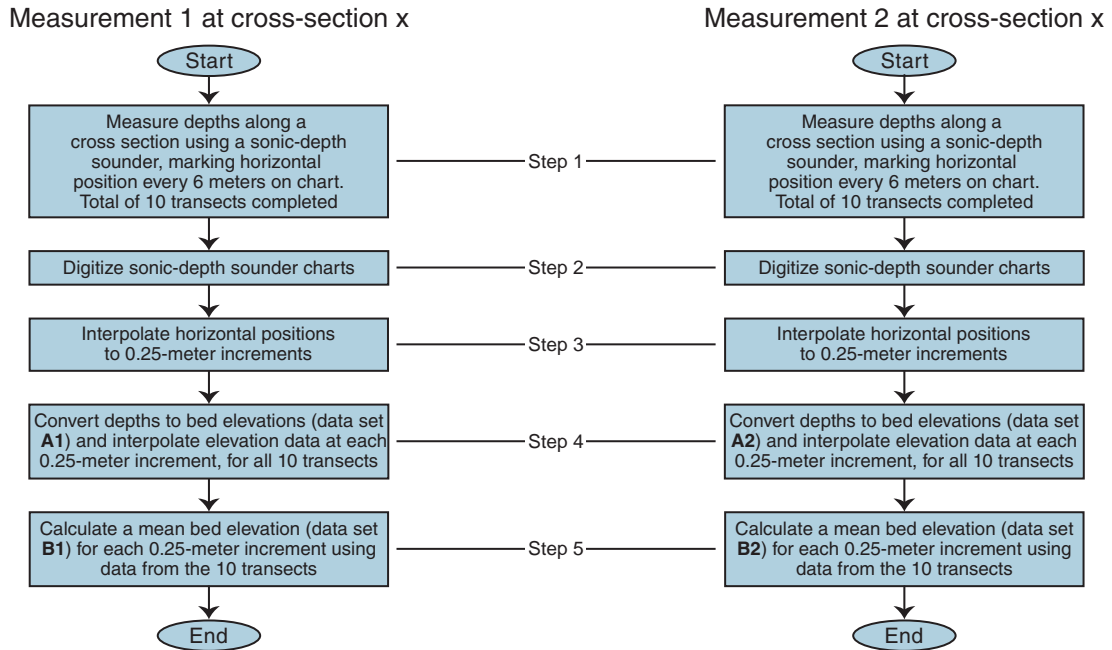 Measurement 1 at cross-section x
Start
Measure depths along a
cross section using a sonic-depth
sounder, marking horizontal
position every 6 meters on chart.
Total of 10 transects completed
Digitize sonic-depth sounder charts
Interpolate horizontal positions
to 0.25-meter increments
Convert depths to bed elevations (data set
A1) and interpolate elevation data at each
0.25-meter increment, for all 10 transects
Calculate a mean bed elevation (data set
B1) for each 0.25-meter increment using
data from the 10 transects
End
Step 1
Step 2
Step 3
Step 4
Step 5
Measurement 2 at cross-section x
Start
Measure depths along a
cross section using a sonic-depth
sounder, marking horizontal
position every 6 meters on chart.
Total of 10 transects completed
Digitize sonic-depth sounder charts
Interpolate horizontal positions
to 0.25-meter increments
Convert depths to bed elevations (data set
A2) and interpolate elevation data at each
0.25-meter increment, for all 10 transects
Calculate a mean bed elevation (data set
B2) for each 0.25-meter increment using
data from the 10 transects
End